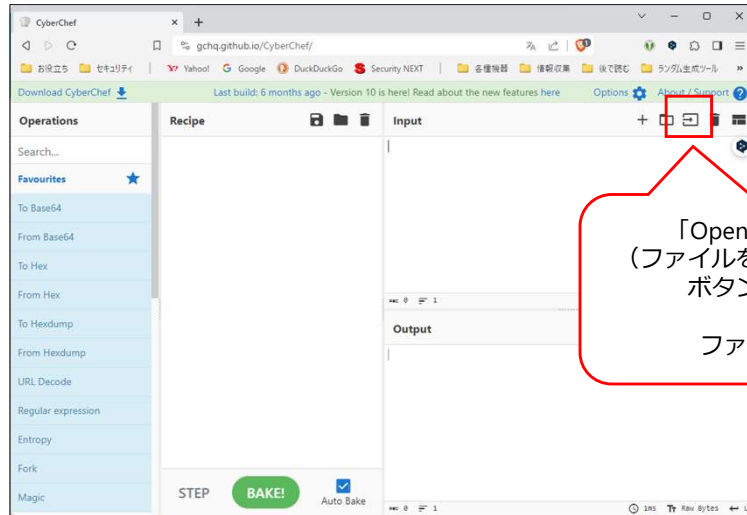 CyberChef
gchq.github.io/CyberChef/
お役立ち セキュリティ Yahoo! Google DuckDuckGo Security NEXT 各種機器 情報収集 後で読む ランダム生成ツール
Download CyberChef Last build: 6 months ago - Version 10 is here! Read about the new features here Options About / Support
Operations Recipe Input
Search...
Favourites
To Base64
From Base64
To Hex
From Hex
To Hexdump
From Hexdump
URL Decode
Regular expression
Entropy
Fork
Magic
「Open
（ファイルを
ボタン
ファ
0 1
Output
STEP BAKE! Auto Bake
0 1 1ms Raw Bytes